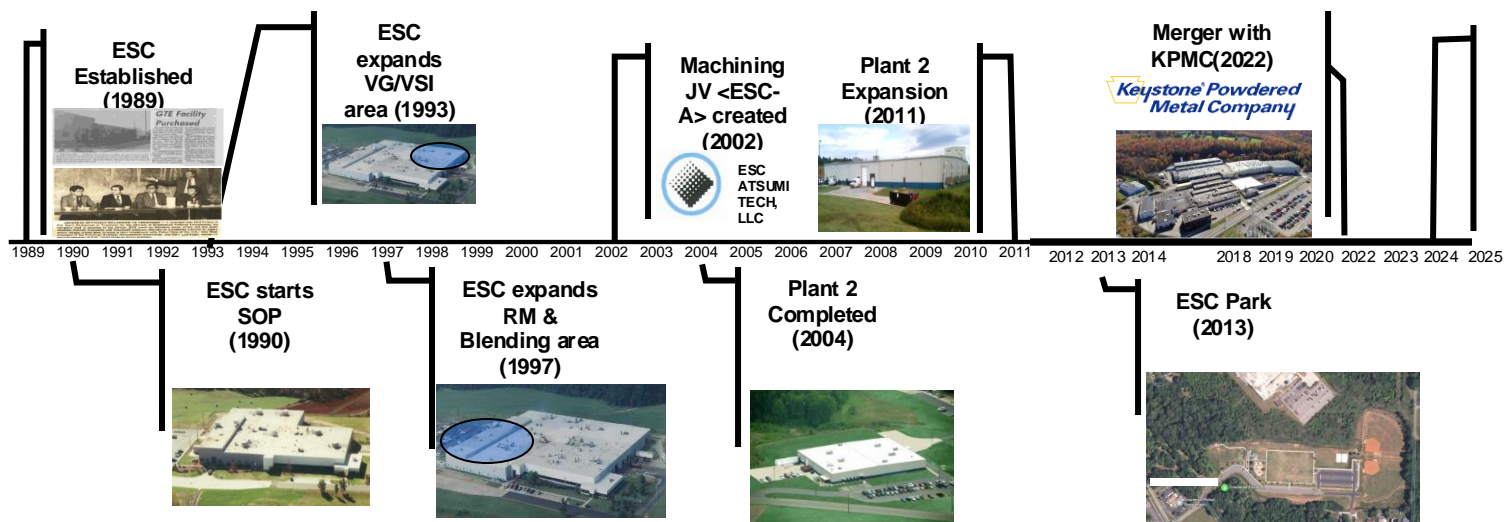 ESC
Established
(1989)
GTE Facility
Purchased
ESC
expands
VG/VSI
area (1993)
Machining
JV <ESC-
A> created
(2002)
ESC
ATSUMI
TECH,
LLC
Plant 2
Expansion
(2011)
Merger with
KPMC(2022)
Keystone Powdered
Metal Company
1989 1990 1991 1992 1993 1994 1995 1996 1997 1998 1999 2000 2001 2002 2003 2004 2005 2006 2007 2008 2009 2010 2011 2012 2013 2014 2018 2019 2020 2022 2023 2024 2025
ESC starts
SOP
(1990)
ESC expands
RM &
Blending area
(1997)
Plant 2
Completed
(2004)
ESC Park
(2013)